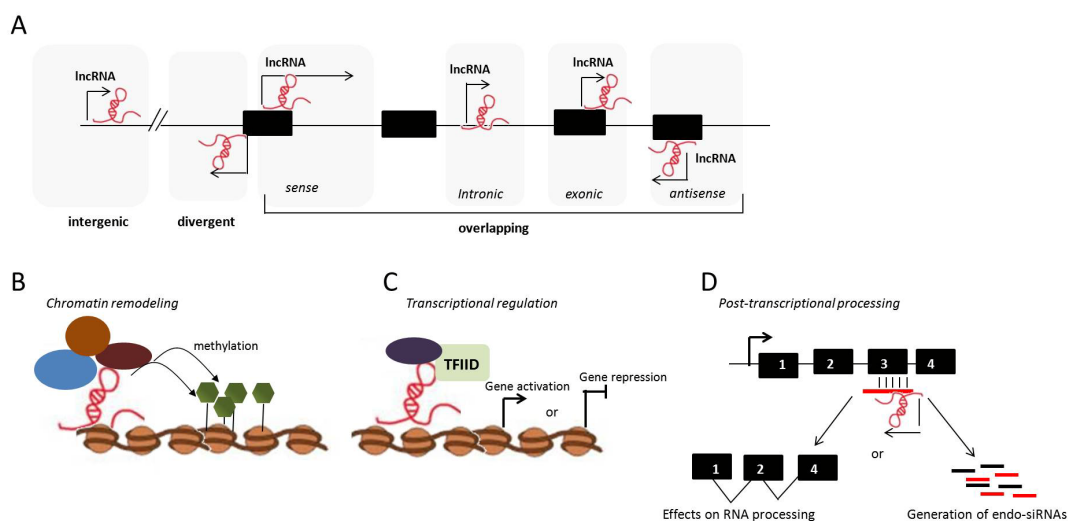 A
lncRNA
lncRNA
lncRNA
lncRNA
lncRNA
sense
Intronic
exonic
antisense
intergenic
divergent
overlapping
B
Chromatin remodeling
methylation
C
Transcriptional regulation
TFIID
Gene activation
or
Gene repression
D
Post-transcriptional processing
1 2 3 4
or
1 2 4
Effects on RNA processing
Generation of endo-siRNAs